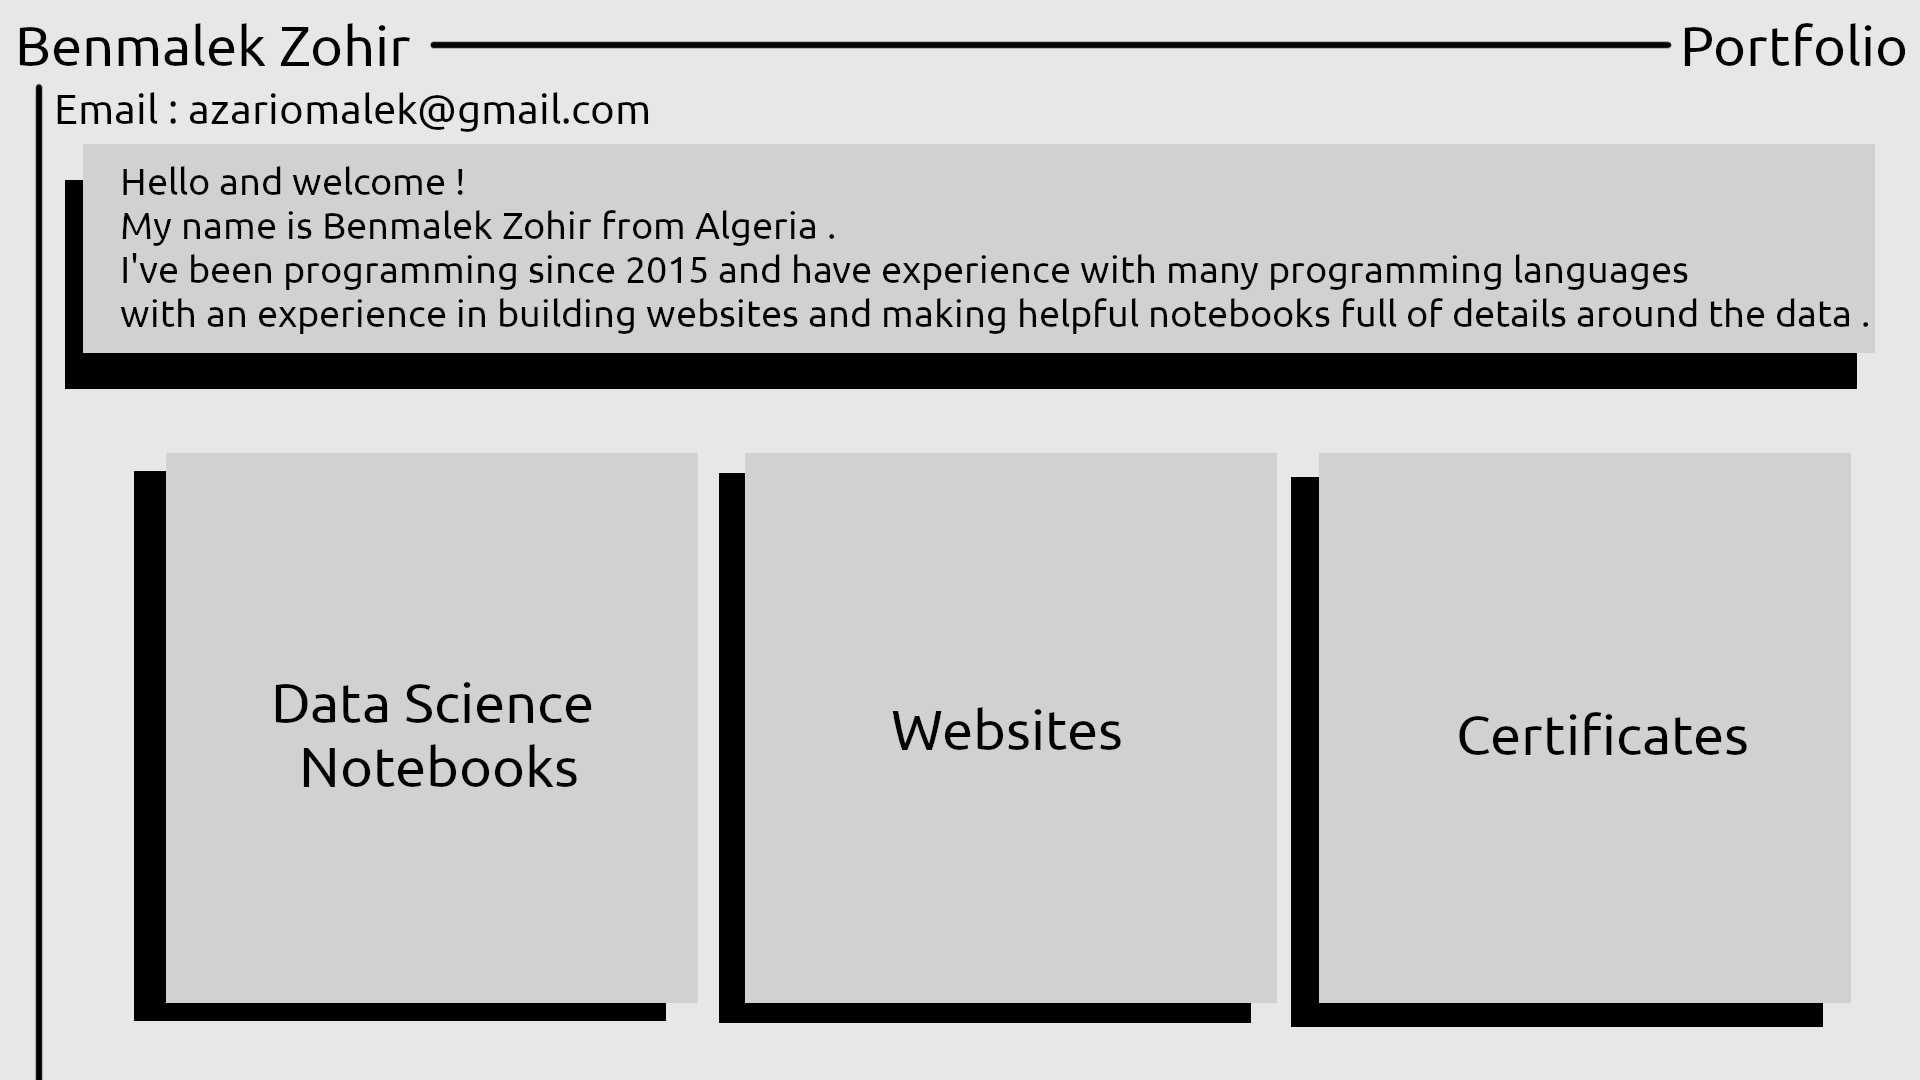 Benmalek Zohir
Portfolio
Email : azariomalek@gmail.com
Hello and welcome !
My name is Benmalek Zohir from Algeria .
I've been programming since 2015 and have experience with many programming languages
with an experience in building websites and making helpful notebooks full of details around the data .
Data Science
Notebooks
Websites
Certificates